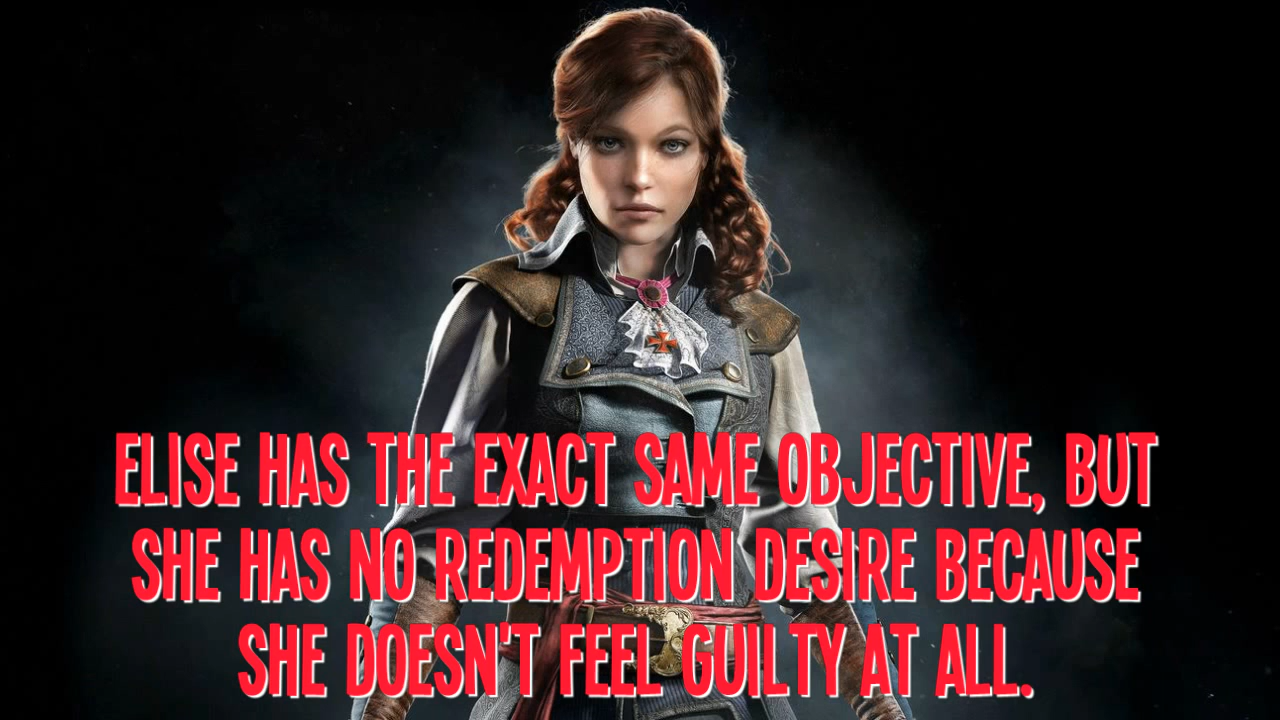 ELISE HAS THE EXACT SAME OBJECTIVE, BUT
SHE HAS NO REDEMPTION DESIRE BECAUSE
SHE DOESN'T FEEL GUILTY AT ALL.